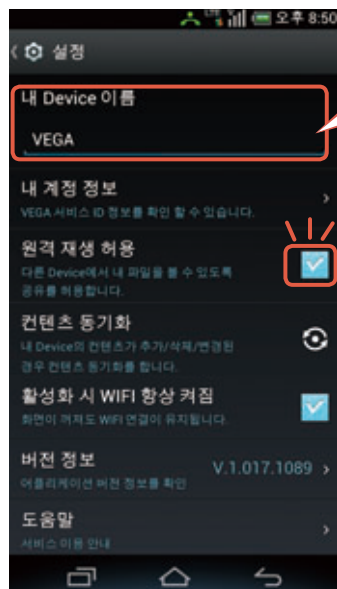 LTE 오후 8:50
설정
내 Device 이름
VEGA
내 계정 정보
VEGA 서비스 ID 정보를 확인 할 수 있습니다.
원격 재생 허용
다른 Device에서 내 파일을 볼 수 있도록
공유를 허용합니다.
컨텐츠 동기화
내 Device의 컨텐츠가 추가/삭제/변경된
경우 컨텐츠 동기화를 합니다.
활성화 시 WIFI 항상 켜짐
화면이 꺼져도 WIFI 연결이 유지됩니다.
버전 정보
V.1.017.1089
어플리케이션 버전 정보를 확인
도움말
서비스 이용 안내